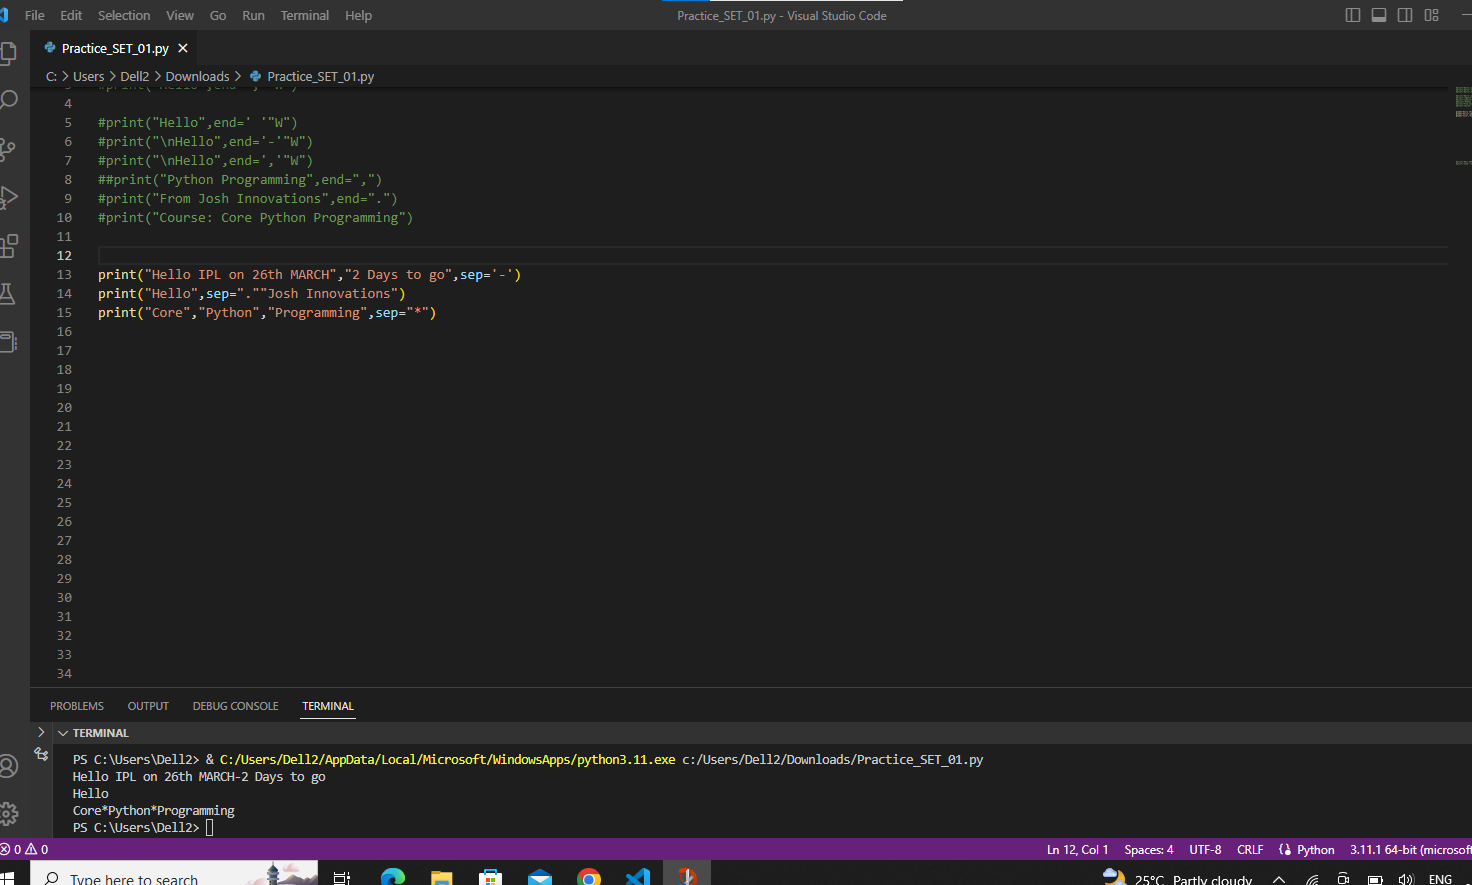 File Edit Selection View Go Run Terminal Help
Practice_SET_01.py - Visual Studio Code
Practice_SET_01.py
C: > Users > Dell2 > Downloads > Practice_SET_01.py
4
5 #print("Hello",end=' '"W")
6 #print("\nHello",end='-'"W")
7 #print("\nHello",end=','"W")
8 ##print("Python Programming",end=",")
9 #print("From Josh Innovations",end=".")
10 #print("Course: Core Python Programming")
11
12
13 print("Hello IPL on 26th MARCH","2 Days to go",sep='-')
14 print("Hello",sep=".""Josh Innovations")
15 print("Core","Python","Programming",sep="*")
16
17
18
19
20
21
22
23
24
25
26
27
28
29
30
31
32
33
34
PROBLEMS OUTPUT DEBUG CONSOLE TERMINAL
TERMINAL
PS C:\Users\Dell2> & C:/Users/Dell2/AppData/Local/Microsoft/WindowsApps/python3.11.exe c:/Users/Dell2/Downloads/Practice_SET_01.py
Hello IPL on 26th MARCH-2 Days to go
Hello
Core*Python*Programming
PS C:\Users\Dell2>
0 0 Ln 12, Col 1 Spaces: 4 UTF-8 CRLF Python 3.11.1 64-bit (microsoft
Type here to search 25°C Partly cloudy ENG